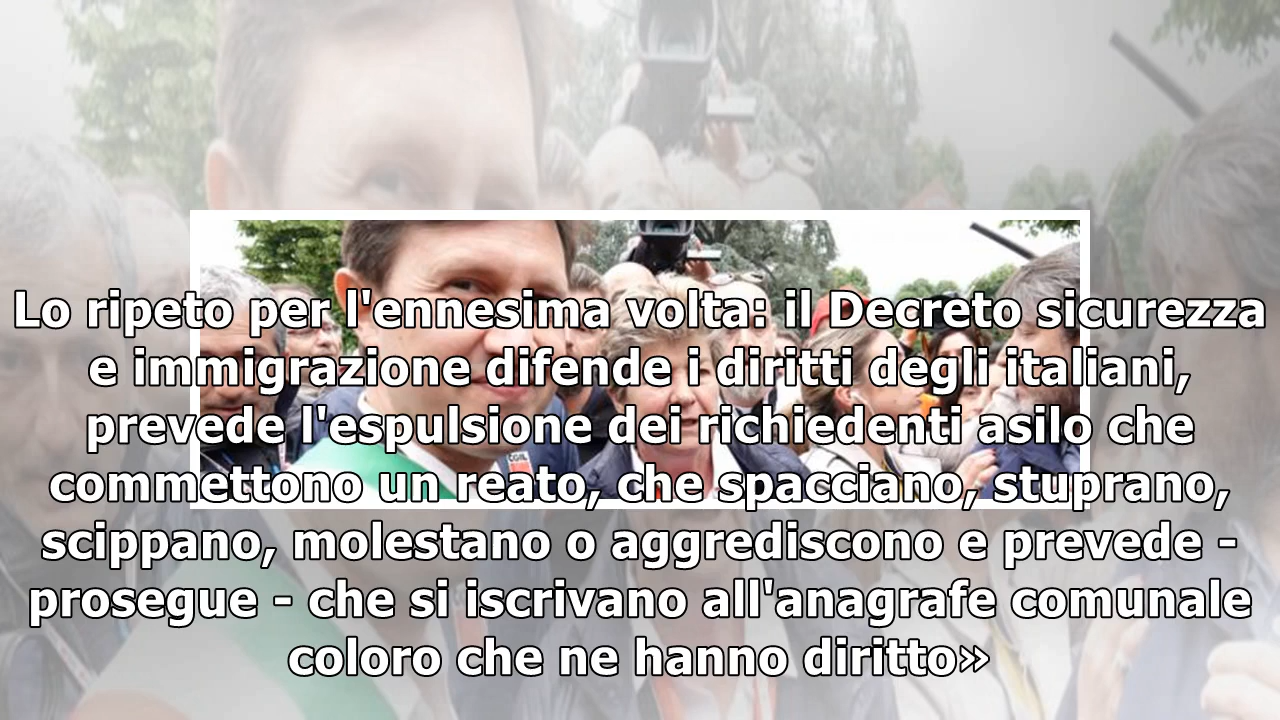 Lo ripeto per l'ennesima volta: il Decreto sicurezza
e immigrazione difende i diritti degli italiani,
prevede l'espulsione dei richiedenti asilo che
commettono un reato, che spacciano, stuprano,
scippano, molestano o aggrediscono e prevede -
prosegue - che si iscrivano all'anagrafe comunale
coloro che ne hanno diritto»
CGIL